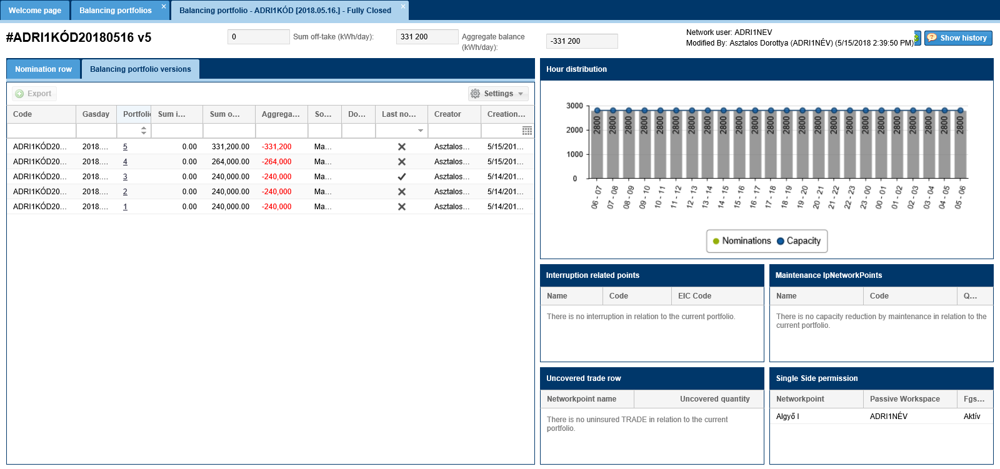 Welcome page
Balancing portfolios
Balancing portfolio - ADRI1KÓD [2018.05.16.] - Fully Closed
#ADRI1KÓD20180516 v5
0
Sum off-take (kWh/day):
331 200
Aggregate balance
(kWh/day):
-331 200
Network user: ADRI1NEV
Modified By: Asztalos Dorottya (ADRI1NÉV) (5/15/2018 2:39:50 PM)
Show history
Nomination row
Balancing portfolio versions
Export
Settings
Code Gasday Portfolio Sum i... Sum o... Aggrega... So... Do... Last no... Creator Creation...
ADRI1KÓD20... 2018.... 5 0.00 331,200.00 -331,200 Ma... Asztalos... 5/15/201...
ADRI1KÓD20... 2018.... 4 0.00 264,000.00 -264,000 Ma... Asztalos... 5/15/201...
ADRI1KÓD20... 2018.... 3 0.00 240,000.00 -240,000 Ma... Asztalos... 5/14/201...
ADRI1KÓD20... 2018.... 2 0.00 240,000.00 -240,000 Ma... Asztalos... 5/14/201...
ADRI1KÓD20... 2018.... 1 0.00 240,000.00 -240,000 Ma... Asztalos... 5/14/201...
Hour distribution
3000
2000
1000
0
2800 2800 2800 2800 2800 2800 2800 2800 2800 2800 2800 2800 2800 2800 2800 2800 2800 2800 2800 2800 2800 2800 2800 2800
06 - 07 07 - 08 08 - 09 09 - 10 10 - 11 11 - 12 12 - 13 13 - 14 14 - 15 15 - 16 16 - 17 17 - 18 18 - 19 19 - 20 20 - 21 21 - 22 22 - 23 23 - 00 00 - 01 01 - 02 02 - 03 03 - 04 04 - 05 05 - 06
Nominations Capacity
Interruption related points
Name Code EIC Code
There is no interruption in relation to the current portfolio.
Maintenance IpNetworkPoints
Name Code Q...
There is no capacity reduction by maintenance in relation to the
current portfolio.
Uncovered trade row
Networkpoint name Uncovered quantity
There is no uninsured TRADE in relation to the current
portfolio.
Single Side permission
Networkpoint Passive Workspace Fgs...
Algyő I ADRI1NÉV Aktív